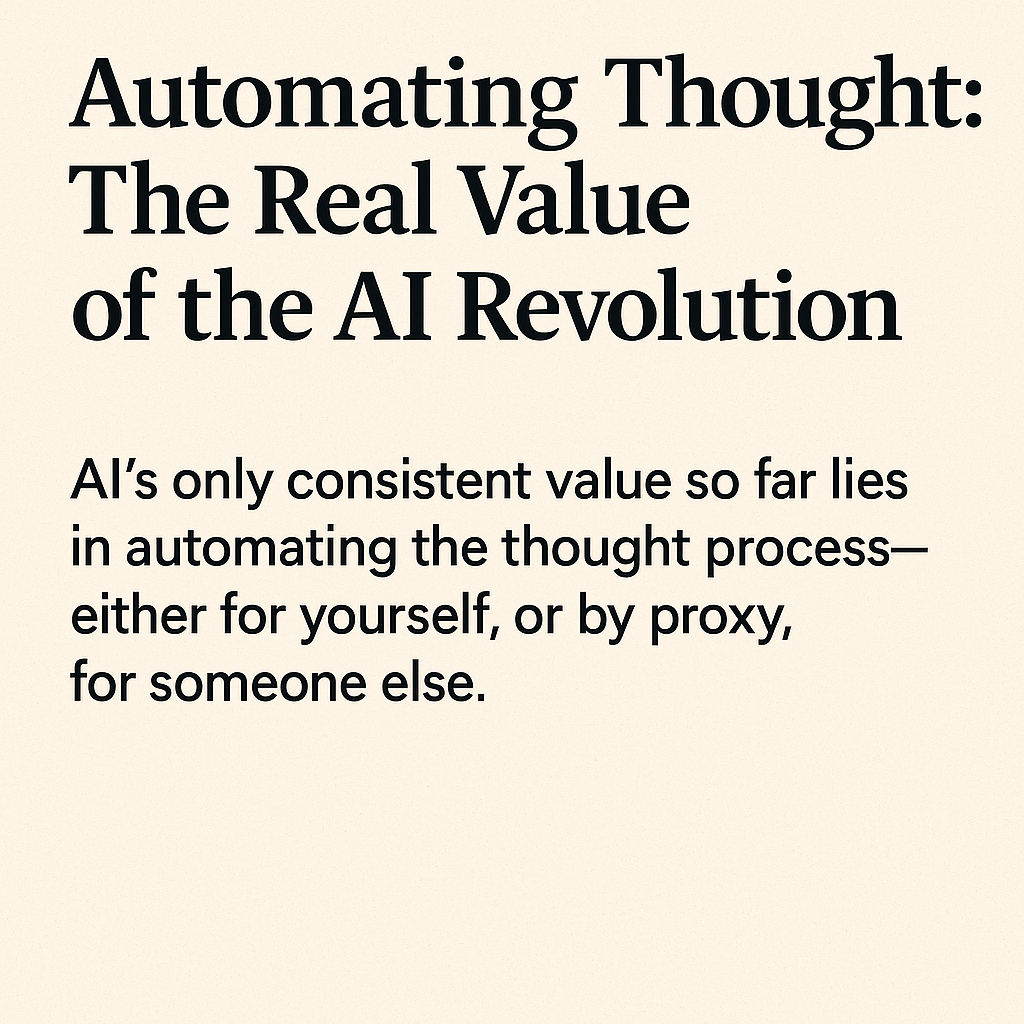 Automating Thought:
The Real Value
of the AI Revolution
AI’s only consistent value so far lies
in automating the thought process—
either for yourself, or by proxy,
for someone else.